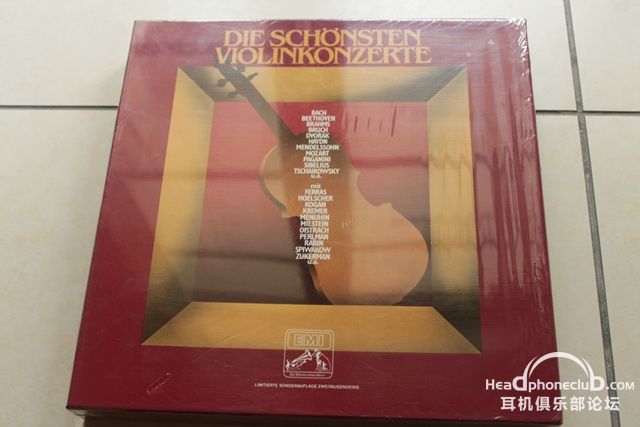 DIE SCHÖNSTEN
VIOLINKONZERTE
BACH
BEETHOVEN
BRAHMS
BRUCH
DVOŘÁK
HAYDN
MENDELSSOHN
MOZART
PAGANINI
SIBELIUS
TSCHAIKOWSKY
u.a.
mit
FERRAS
HOELSCHER
KOGAN
KREMER
MENUHIN
MILSTEIN
OISTRACH
PERLMAN
RABIN
SPIWAKOW
ZUKERMAN
u.a.
EMI
LIMITIERTE SONDERAUFLAGE ZWEITAUSENDEINS
HeadphoneclUb.com
耳机俱乐部论坛